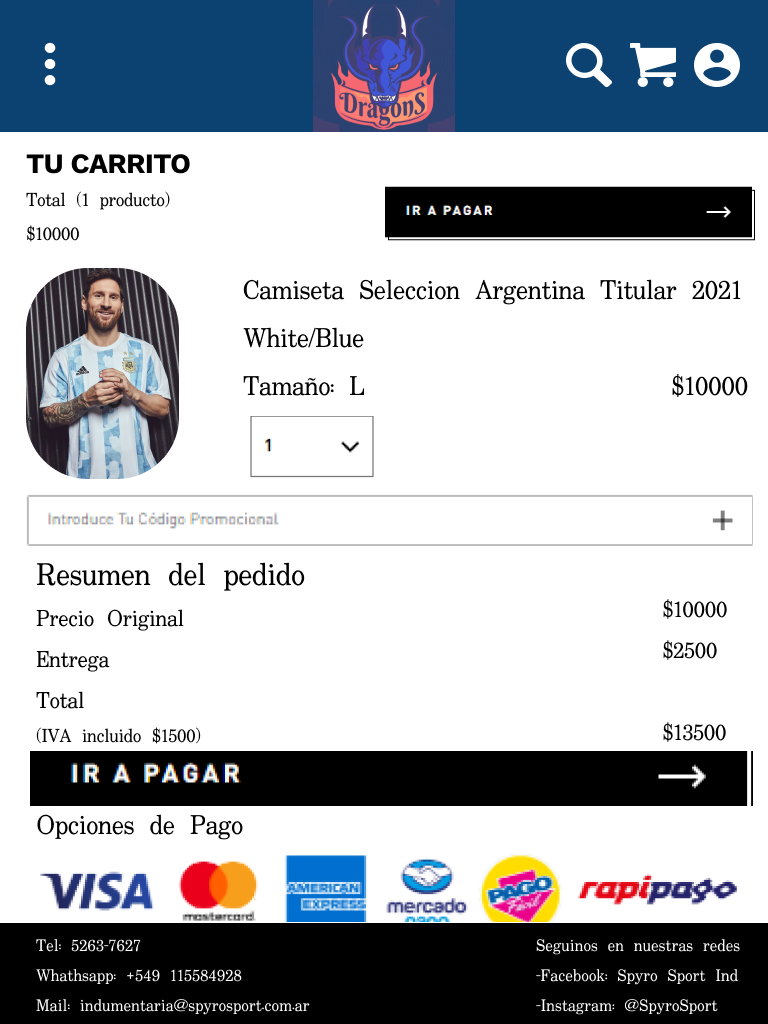 DragonS
TU CARRITO
Total (1 producto)
$10000
IR A PAGAR
Camiseta Seleccion Argentina Titular 2021
White/Blue
Tamaño: L
$10000
1
Introduce Tu Código Promocional
Resumen del pedido
Precio Original
$10000
Entrega
$2500
Total
(IVA incluido $1500)
$13500
IR A PAGAR
Opciones de Pago
VISA
mastercard
AMERICAN
EXPRESS
mercado
pago
PAGO
Fácil
rapipago
Tel: 5263-7627
Whathsapp: +549 115584928
Mail: indumentaria@spyrosport.com.ar
Seguinos en nuestras redes
-Facebook: Spyro Sport Ind
-Instagram: @SpyroSport